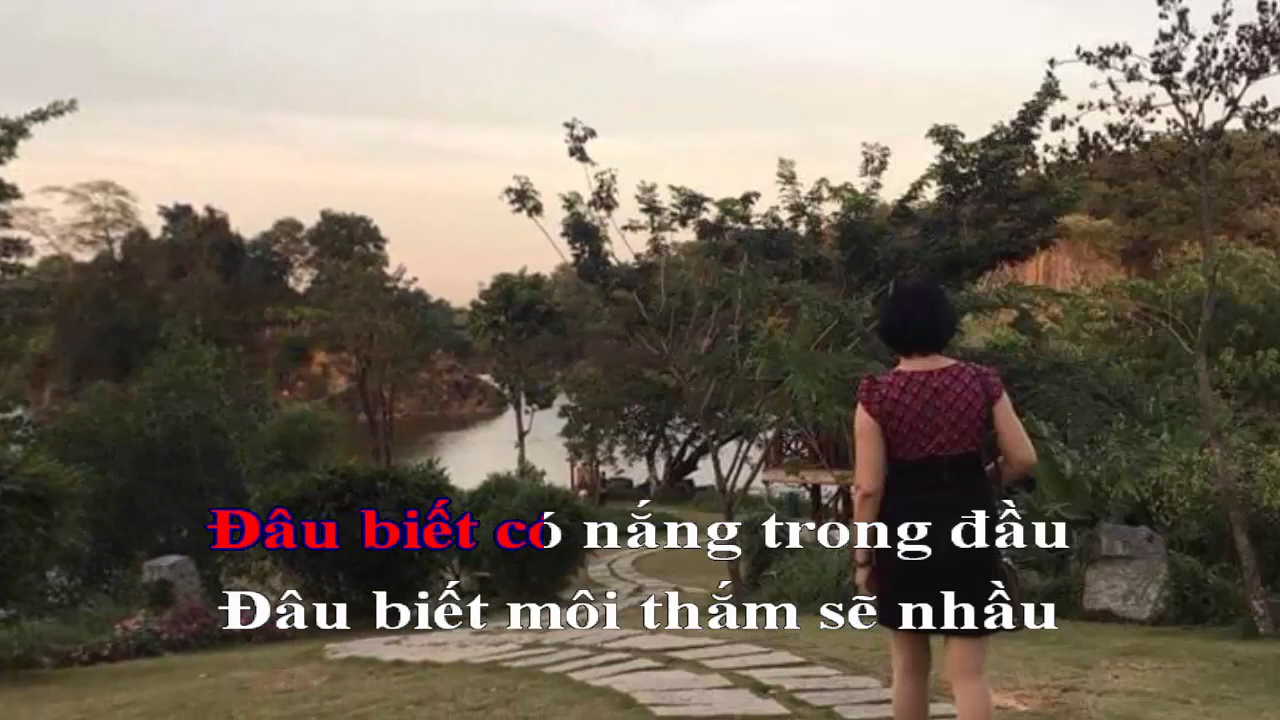 Đâu biết có nắng trong đầu
Đâu biết môi thắm sẽ nhầu